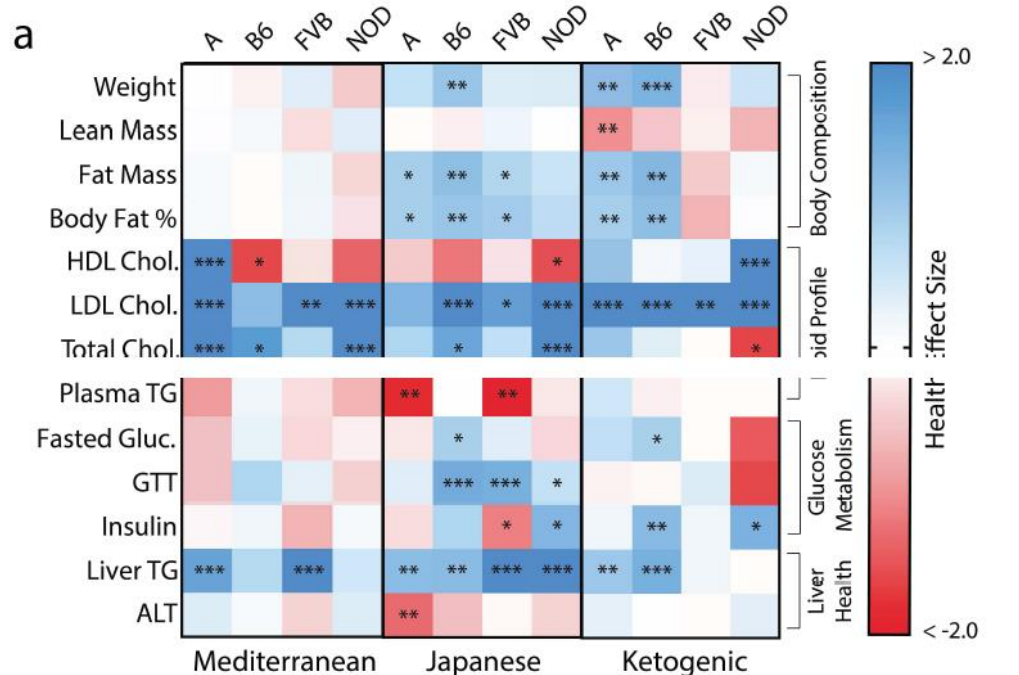 a
A B6 FVB NOD A B6 FVB NOD A B6 FVB NOD
Weight ** ** ***
Lean Mass **
Fat Mass * ** * ** **
Body Fat % * ** * ** **
HDL Chol. *** * * ***
LDL Chol. *** ** *** *** * *** *** *** ** ***
Total Chol. *** * *** * *** *
Plasma TG ** **
Fasted Gluc. * *
GTT *** *** *
Insulin * * ** *
Liver TG *** *** ** ** *** *** ** ***
ALT **
Mediterranean Japanese Ketogenic
Body Composition
Profile
Glucose
Metabolism
Liver
Health
> 2.0
Effect Size
Health
< -2.0